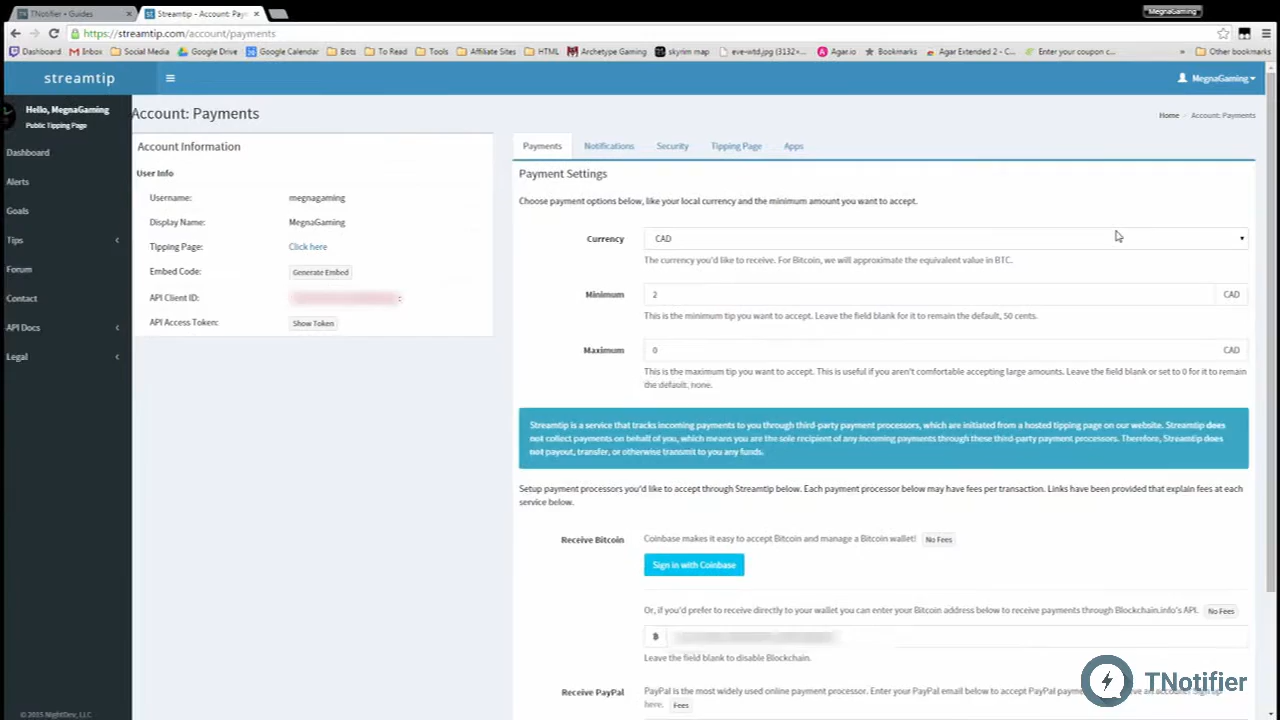 TNotifier • Guides
Streamtip - Account: Pay
MegnaGaming
https://streamtip.com/account/payments
Dashboard
Inbox
Social Media
Google Drive
Google Calendar
Bots
To Read
Tools
Affiliate Sites
HTML
Archetype Gaming
skyrim map
eve-wtd.jpg (3132×...
Agar.io
Bookmarks
Agar Extended 2 - C...
Enter your coupon c...
»
Other bookmarks
streamtip
MegnaGaming
Hello, MegnaGaming
Public Tipping Page
Dashboard
Alerts
Goals
Tips
Forum
Contact
API Docs
Legal
© 2015 NightDev, LLC
Account: Payments
Home / Account: Payments
Account Information
User Info
Username: megnagaming
Display Name: MegnaGaming
Tipping Page: Click here
Embed Code: Generate Embed
API Client ID:
API Access Token: Show Token
Payments Notifications Security Tipping Page Apps
Payment Settings
Choose payment options below, like your local currency and the minimum amount you want to accept.
Currency CAD
The currency you'd like to receive. For Bitcoin, we will approximate the equivalent value in BTC.
Minimum 2 CAD
This is the minimum tip you want to accept. Leave the field blank for it to remain the default, 50 cents.
Maximum 0 CAD
This is the maximum tip you want to accept. This is useful if you aren't comfortable accepting large amounts. Leave the field blank or set to 0 for it to remain
the default, none.
Streamtip is a service that tracks incoming payments to you through third-party payment processors, which are initiated from a hosted tipping page on our website. Streamtip does
not collect payments on behalf of you, which means you are the sole recipient of any incoming payments through these third-party payment processors. Therefore, Streamtip does
not payout, transfer, or otherwise transmit to you any funds.
Setup payment processors you'd like to accept through Streamtip below. Each payment processor below may have fees per transaction. Links have been provided that explain fees at each
service below.
Receive Bitcoin Coinbase makes it easy to accept Bitcoin and manage a Bitcoin wallet! No Fees
Sign in with Coinbase
Or, if you'd prefer to receive directly to your wallet you can enter your Bitcoin address below to receive payments through Blockchain.info's API. No Fees
Leave the field blank to disable Blockchain.
Receive PayPal PayPal is the most widely used online payment processor. Enter your PayPal email below to accept PayPal
here. Fees
TNotifier